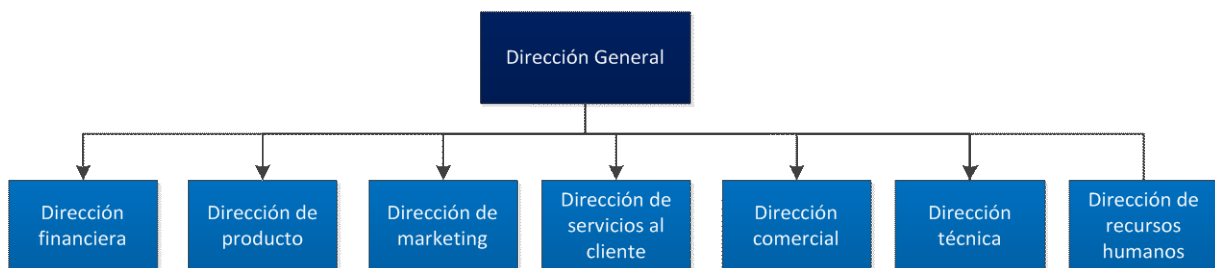 Dirección General
Dirección
financiera
Dirección de
producto
Dirección de
marketing
Dirección de
servicios al
cliente
Dirección
comercial
Dirección
técnica
Dirección de
recursos
humanos